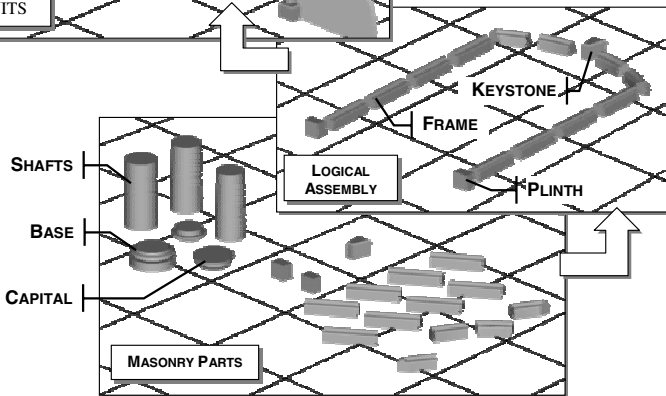 ITS
KEYSTONE
FRAME
LOGICAL
ASSEMBLY
PLINTH
SHAFTS
BASE
CAPITAL
MASONRY PARTS